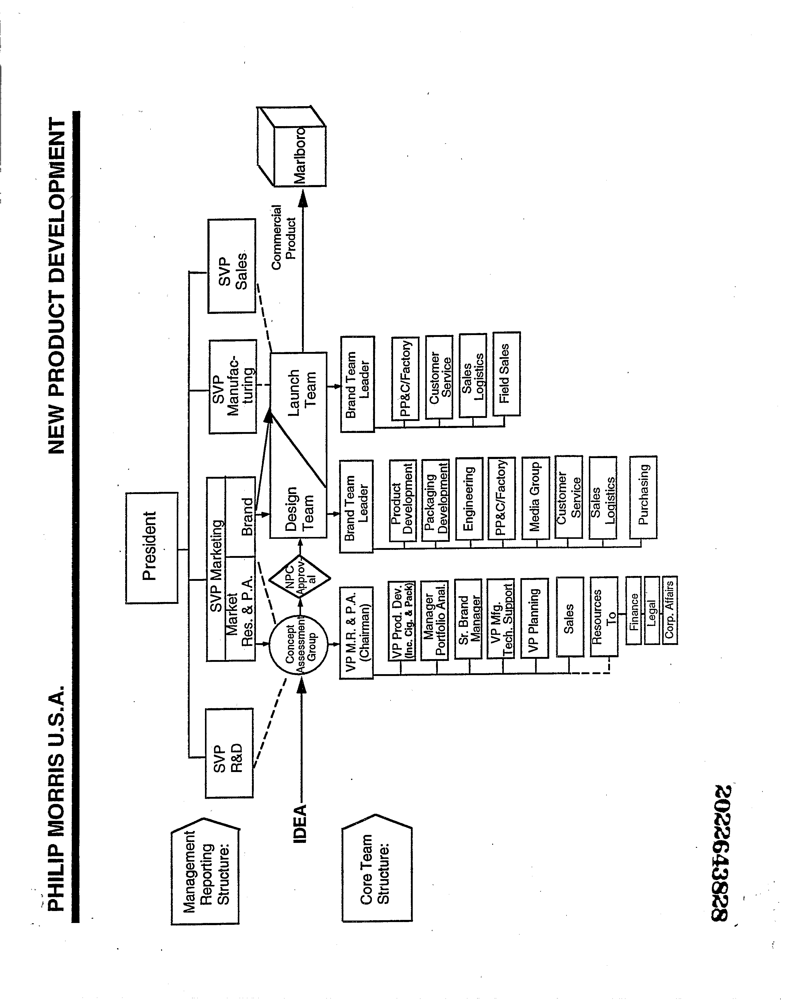 PHILIP MORRIS U.S.A.
NEW PRODUCT DEVELOPMENT
Management
Reporting
Structure:
President
SVP
R&D
SVP Marketing
Market
Res. & P.A.
Brand
SVP
Manufac-
turing
SVP
Sales
IDEA
Concept
Assessment
Group
NPC
Approv-
al
Design
Team
Launch
Team
Commercial
Product
Marlboro
Core Team
Structure:
VP M.R. & P.A.
(Chairman)
VP Prod. Dev.
(Inc. Cig. & Pack)
Manager
Portfolio Anal.
Sr. Brand
Manager
VP Mfg.
Tech. Support
VP Planning
Sales
Resources
To
Finance
Legal
Corp. Affairs
Brand Team
Leader
Product
Development
Packaging
Development
Engineering
PP&C/Factory
Media Group
Customer
Service
Sales
Logistics
Purchasing
Brand Team
Leader
PP&C/Factory
Customer
Service
Sales
Logistics
Field Sales
2022643828